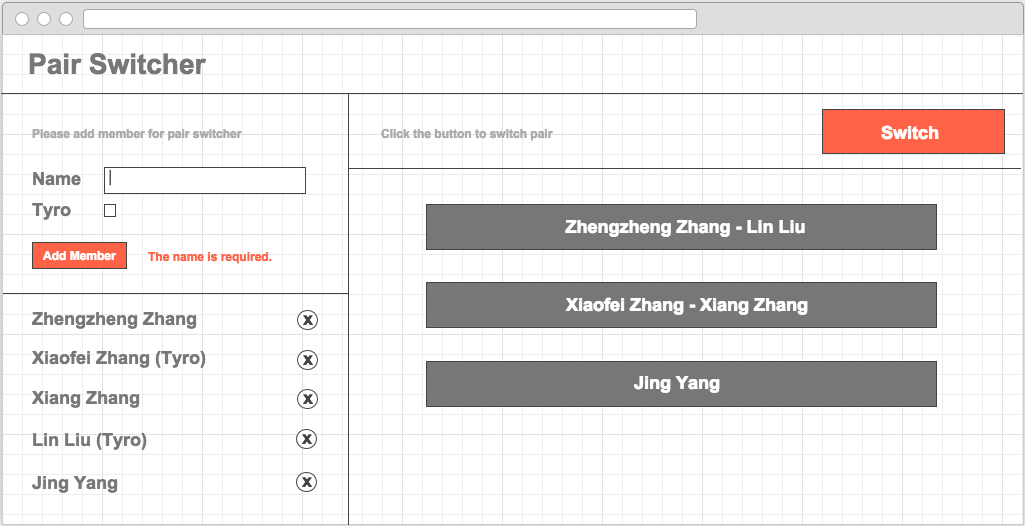 Pair Switcher
Please add member for pair switcher
Name
Tyro
Add Member The name is required.
Zhengzheng Zhang X
Xiaofei Zhang (Tyro) X
Xiang Zhang X
Lin Liu (Tyro) X
Jing Yang X
Click the button to switch pair
Switch
Zhengzheng Zhang - Lin Liu
Xiaofei Zhang - Xiang Zhang
Jing Yang